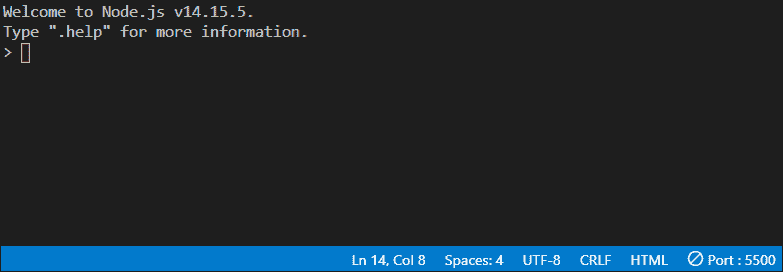 Welcome to Node.js v14.15.5.
Type ".help" for more information.
>
Ln 14, Col 8 Spaces: 4 UTF-8 CRLF HTML Port : 5500